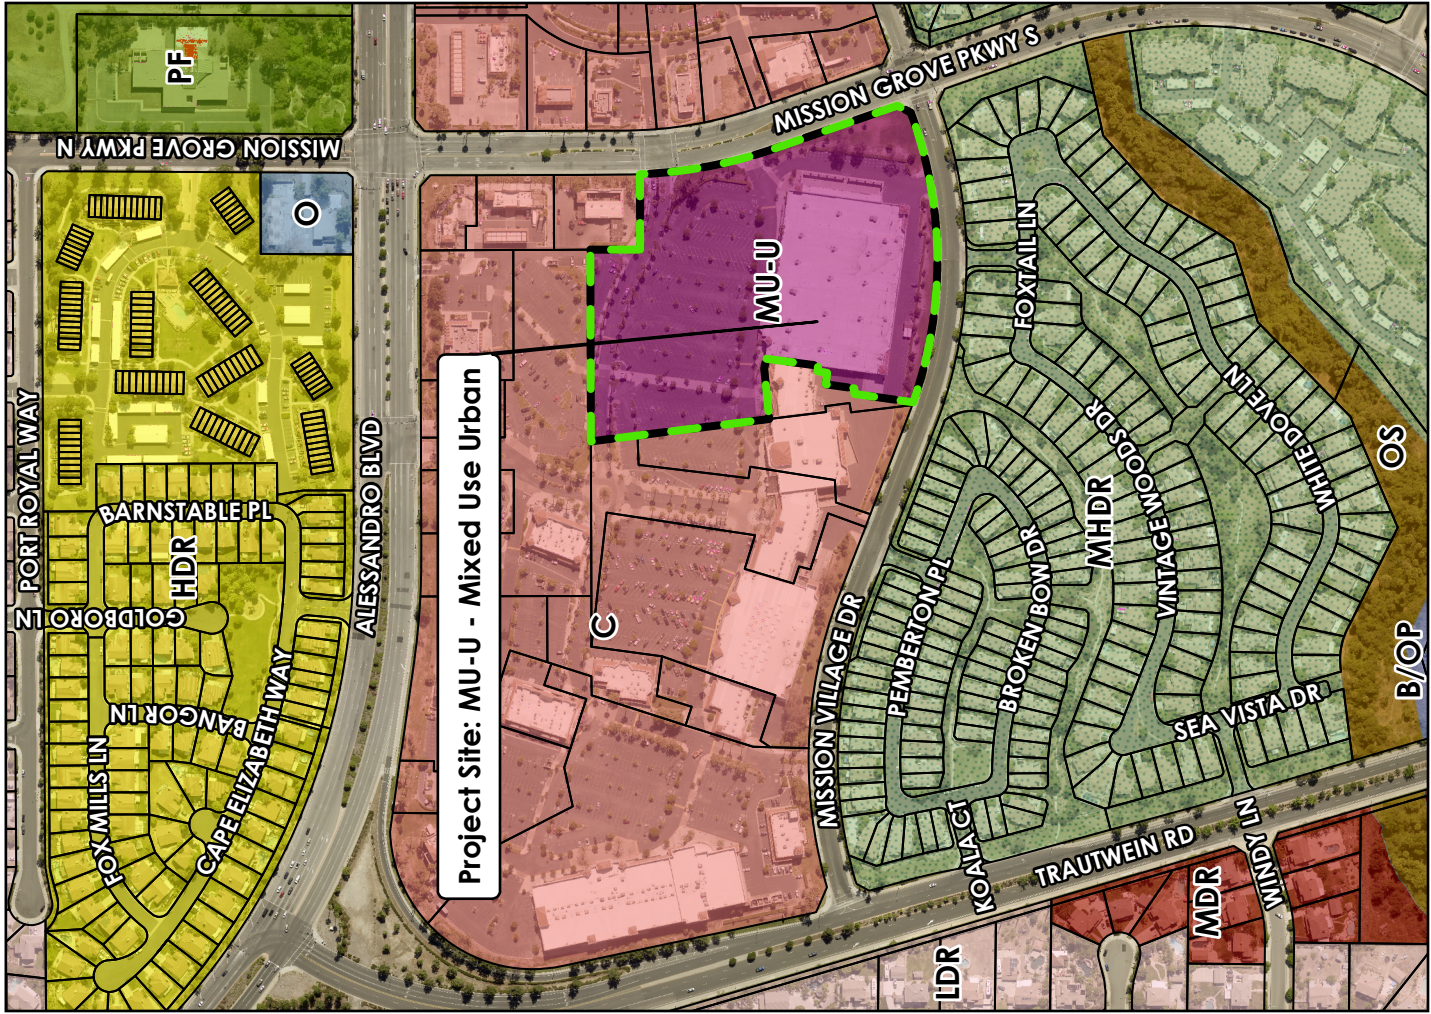 PF
MISSION GROVE PKWY N
O
PORT ROYAL WAY
BARNSTABLE PL
HDR
GOLDBORO LN
BANGOR LN
FOX MILLS LN
CAPE ELIZABETH WAY
ALESSANDRO BLVD
Project Site: MU-U - Mixed Use Urban
MU-U
C
MISSION GROVE PKWY S
MISSION VILLAGE DR
FOXTAIL LN
PEMBERTON PL
BROKEN BOW DR
MHDR
VINTAGE WOODS DR
WHITE DOVE LN
OS
B/OP
SEA VISTA DR
KOALA CT
TRAUTWEIN RD
WINDY LN
MDR
LDR